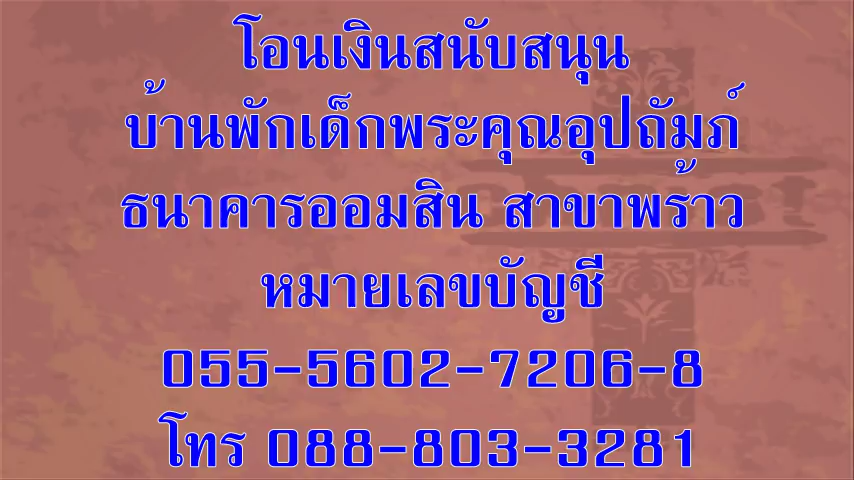 โอนเงินสนับสนุน
บ้านพักเด็กพระคุณอุปถัมภ์
ธนาคารออมสิน สาขาพร้าว
หมายเลขบัญชี
055-5602-7206-8
โทร 088-803-3281